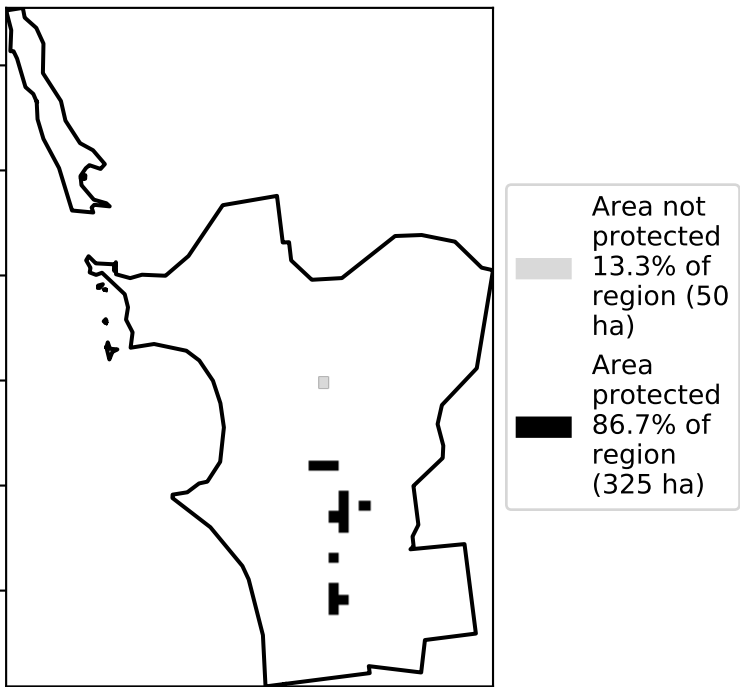 Area not
protected
13.3% of
region (50
ha)
Area
protected
86.7% of
region
(325 ha)